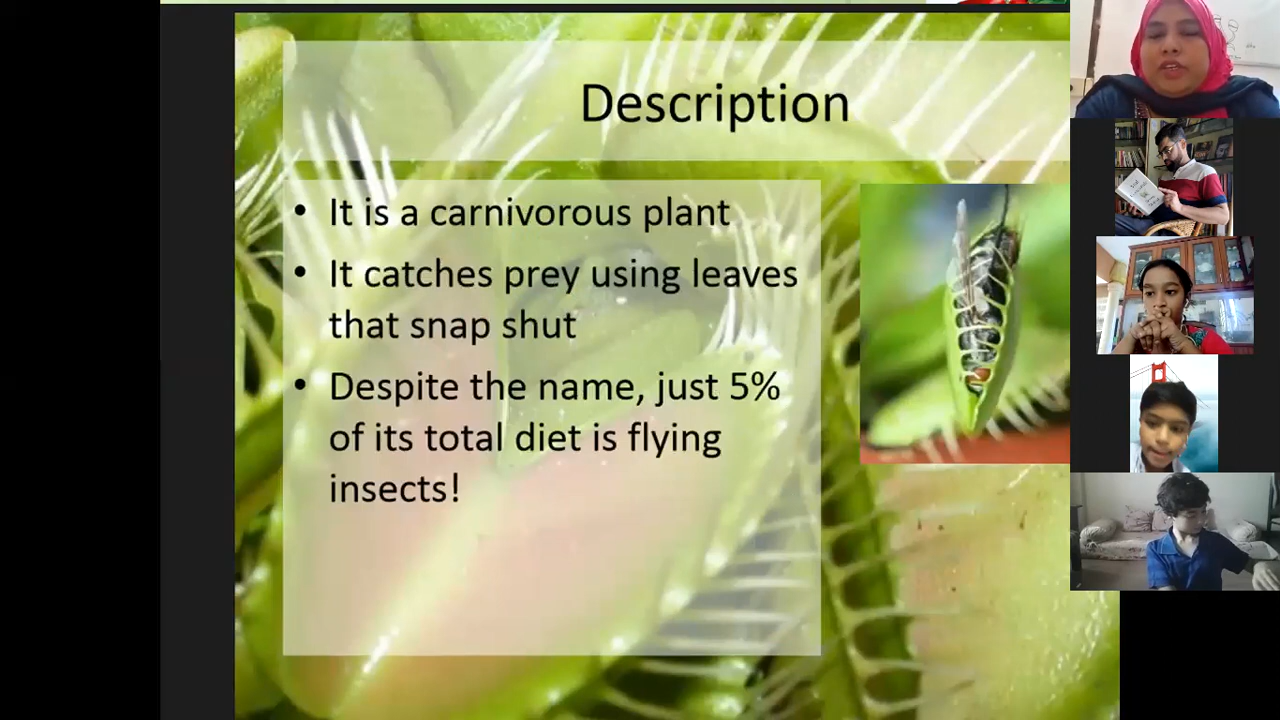 Description
• It is a carnivorous plant
• It catches prey using leaves
that snap shut
• Despite the name, just 5%
of its total diet is flying
insects!